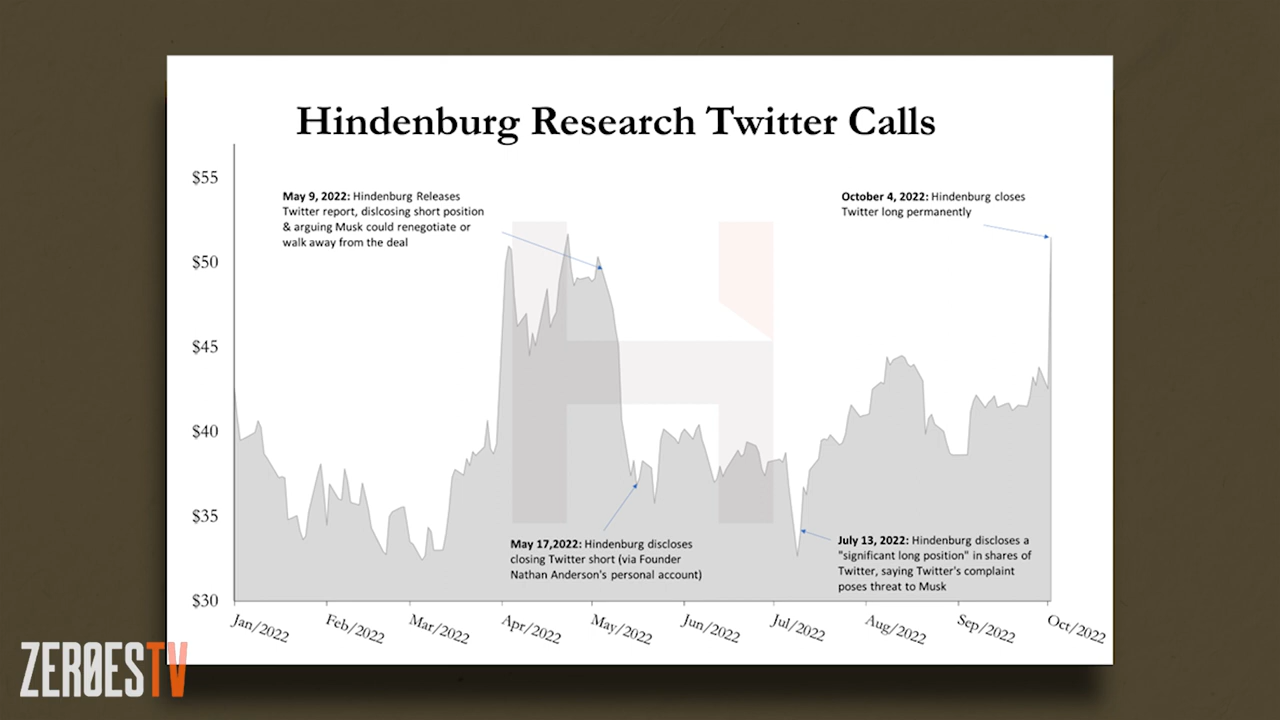 Hindenburg Research Twitter Calls
$55
$50
$45
$40
$35
$30
May 9, 2022: Hindenburg Releases
Twitter report, dislcosing short position
& arguing Musk could renegotiate or
walk away from the deal
October 4, 2022: Hindenburg closes
Twitter long permanently
May 17,2022: Hindenburg discloses
closing Twitter short (via Founder
Nathan Anderson's personal account)
July 13, 2022: Hindenburg discloses a
"significant long position" in shares of
Twitter, saying Twitter's complaint
poses threat to Musk
Jan/2022
Feb/2022
Mar/2022
Apr/2022
May/2022
Jun/2022
Jul/2022
Aug/2022
Sep/2022
Oct/2022
ZERØESTV